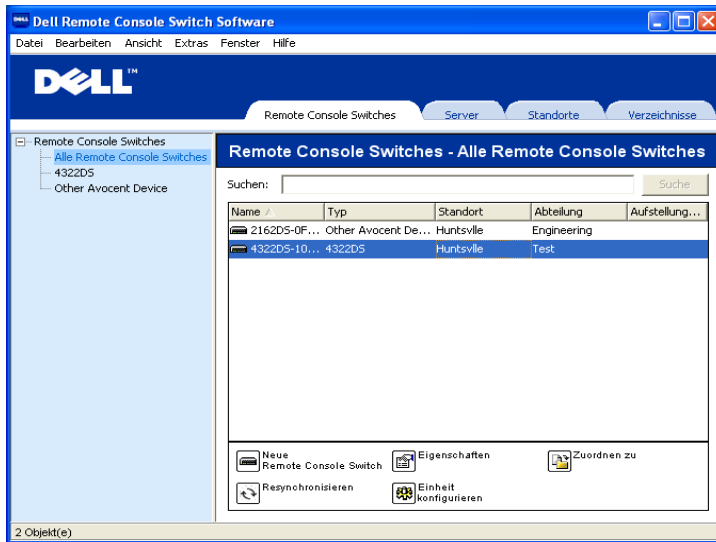 Dell Remote Console Switch Software
Datei Bearbeiten Ansicht Extras Fenster Hilfe
DELL™
Remote Console Switches Server Standorte Verzeichnisse
Remote Console Switches
Alle Remote Console Switches
4322DS
Other Avocent Device
Remote Console Switches - Alle Remote Console Switches
Suchen: Suche
Name Typ Standort Abteilung Aufstellung...
2162DS-0F... Other Avocent De... Huntsvlle Engineering
4322DS-10... 4322DS Huntsvlle Test
Neue Remote Console Switch
Eigenschaften
Zuordnen zu
Resynchronisieren
Einheit konfigurieren
2 Objekt(e)